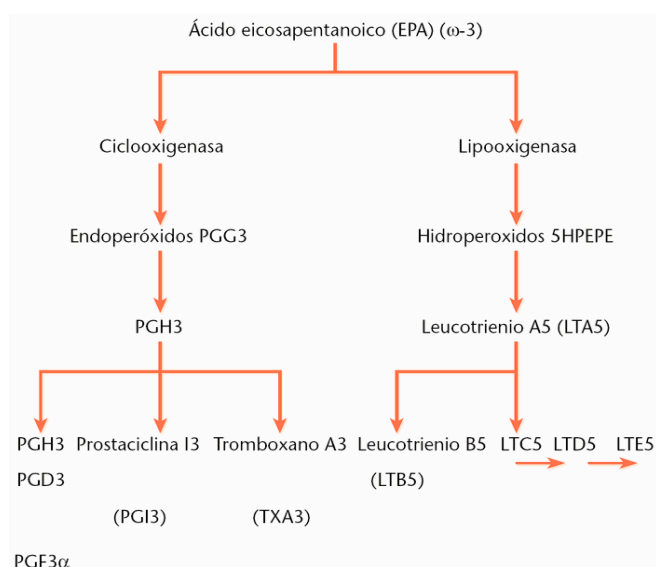 Ácido eicosapentanoico (EPA) (ω-3)
Ciclooxigenasa
Lipooxigenasa
Endoperóxidos PGG3
Hidroperoxidos 5HPEPE
PGH3
Leucotrienio A5 (LTA5)
PGH3 Prostaciclina I3 Tromboxano A3 Leucotrienio B5 LTC5 LTD5 LTE5
PGD3 (LTB5)
(PGI3) (TXA3)
PGF3α